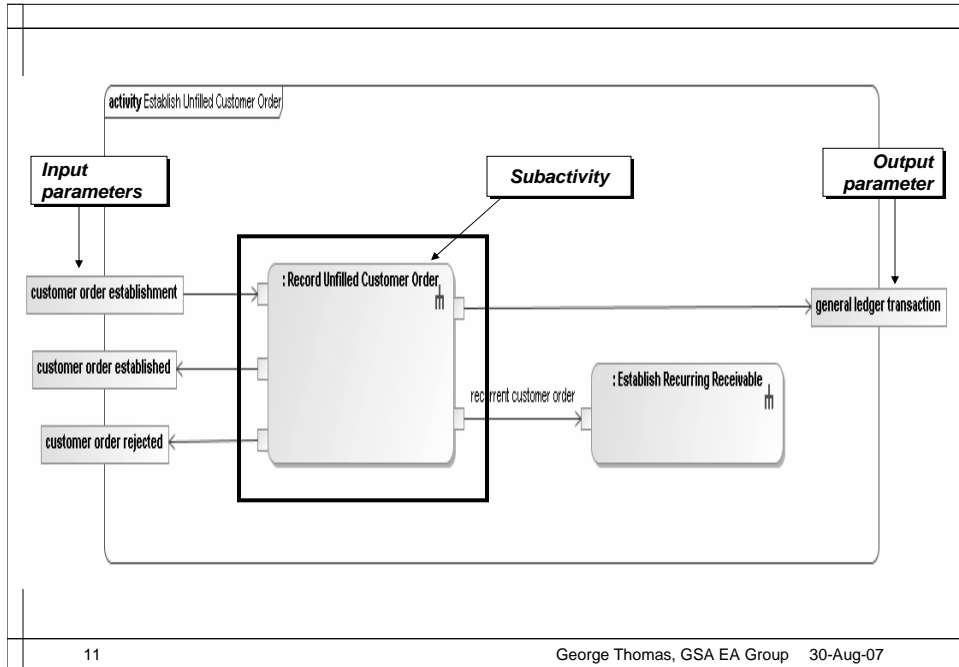 activity Establish Unfilled Customer Order
Input
parameters
Subactivity
Output
parameter
customer order establishment
: Record Unfilled Customer Order
general ledger transaction
customer order established
: Establish Recurring Receivable
recurrent customer order
customer order rejected
11
George Thomas, GSA EA Group 30-Aug-07